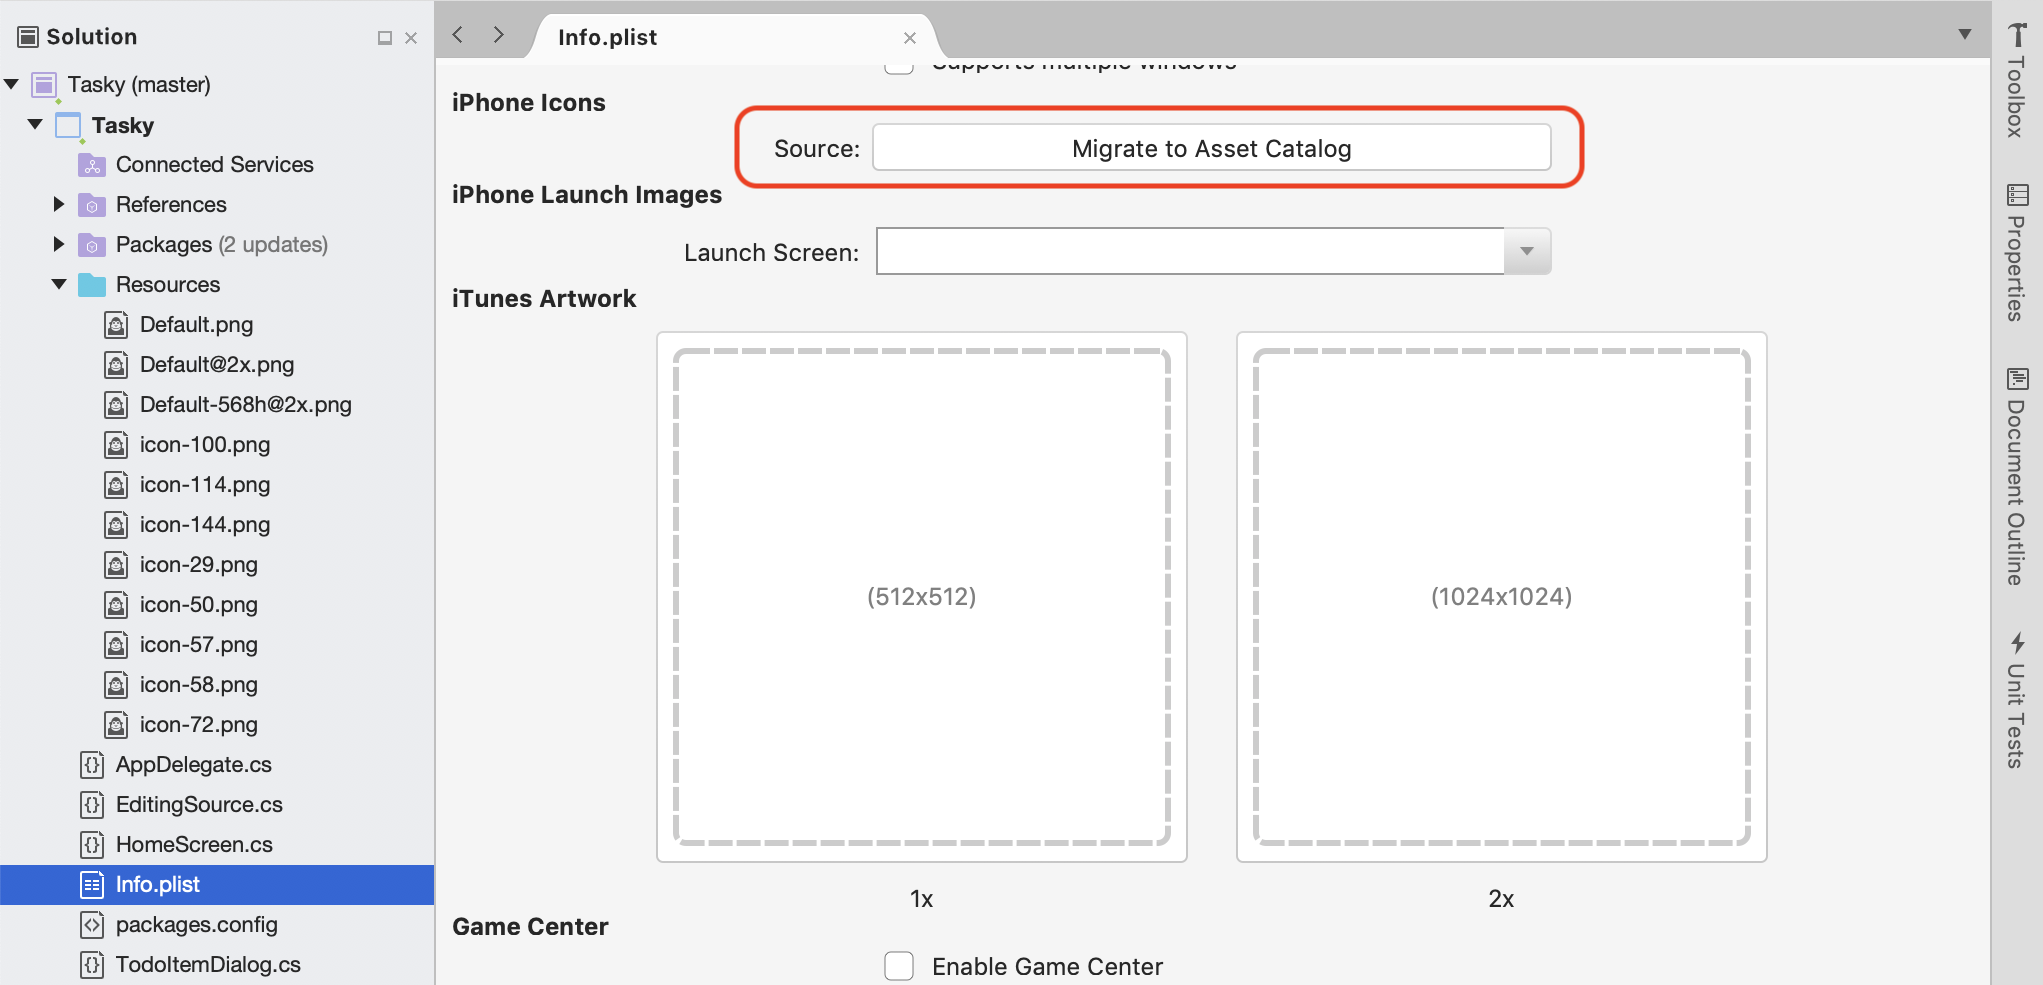 Solution
Tasky (master)
Tasky
Connected Services
References
Packages (2 updates)
Resources
Default.png
Default@2x.png
Default-568h@2x.png
icon-100.png
icon-114.png
icon-144.png
icon-29.png
icon-50.png
icon-57.png
icon-58.png
icon-72.png
AppDelegate.cs
EditingSource.cs
HomeScreen.cs
Info.plist
packages.config
TodoItemDialog.cs
Info.plist
Supports multiple windows
iPhone Icons
Source: Migrate to Asset Catalog
iPhone Launch Images
Launch Screen:
iTunes Artwork
(512x512) (1024x1024)
1x 2x
Game Center
Enable Game Center
Toolbox
Properties
Document Outline
Unit Tests